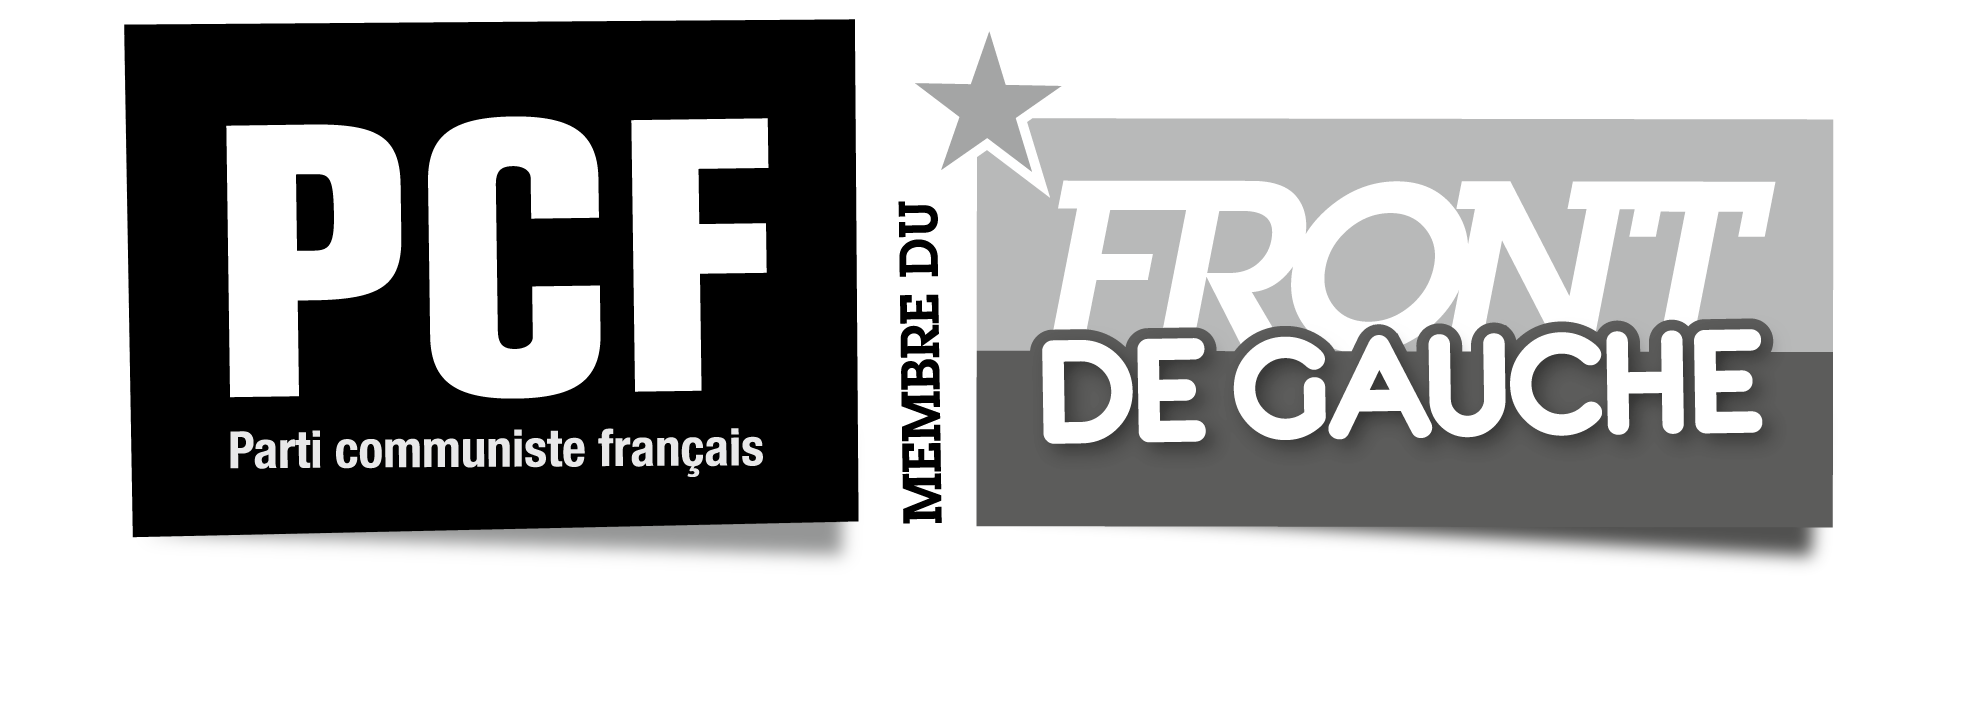 PCF
Parti communiste français
MEMBRE DU
FRONT
DE GAUCHE